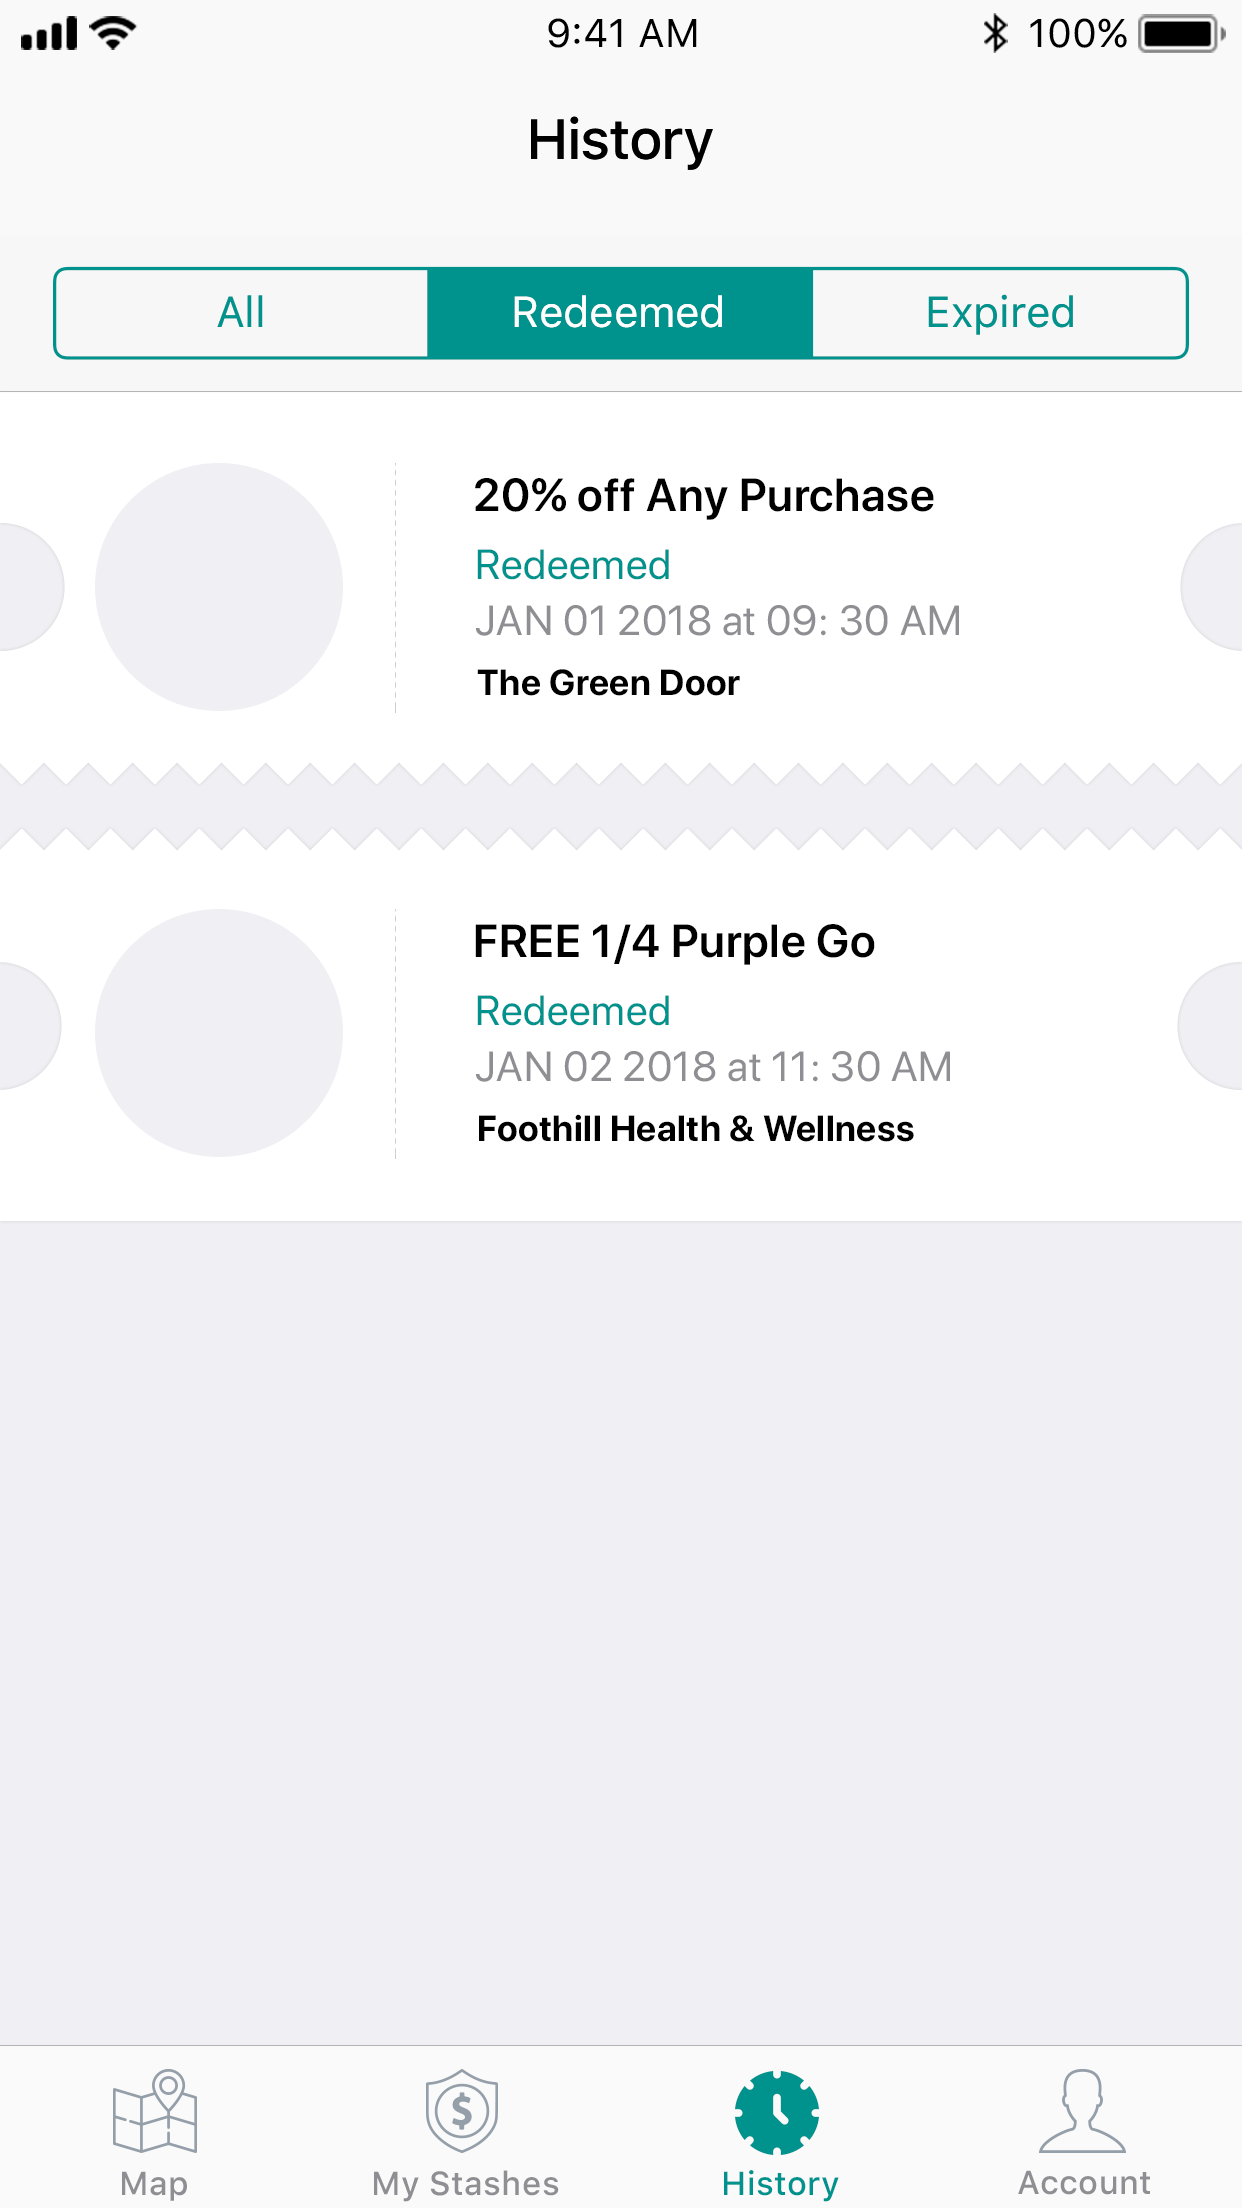 9:41 AM
100%
History
All
Redeemed
Expired
20% off Any Purchase
Redeemed
JAN 01 2018 at 09: 30 AM
The Green Door
FREE 1/4 Purple Go
Redeemed
JAN 02 2018 at 11: 30 AM
Foothill Health & Wellness
$
Map
My Stashes
History
Account